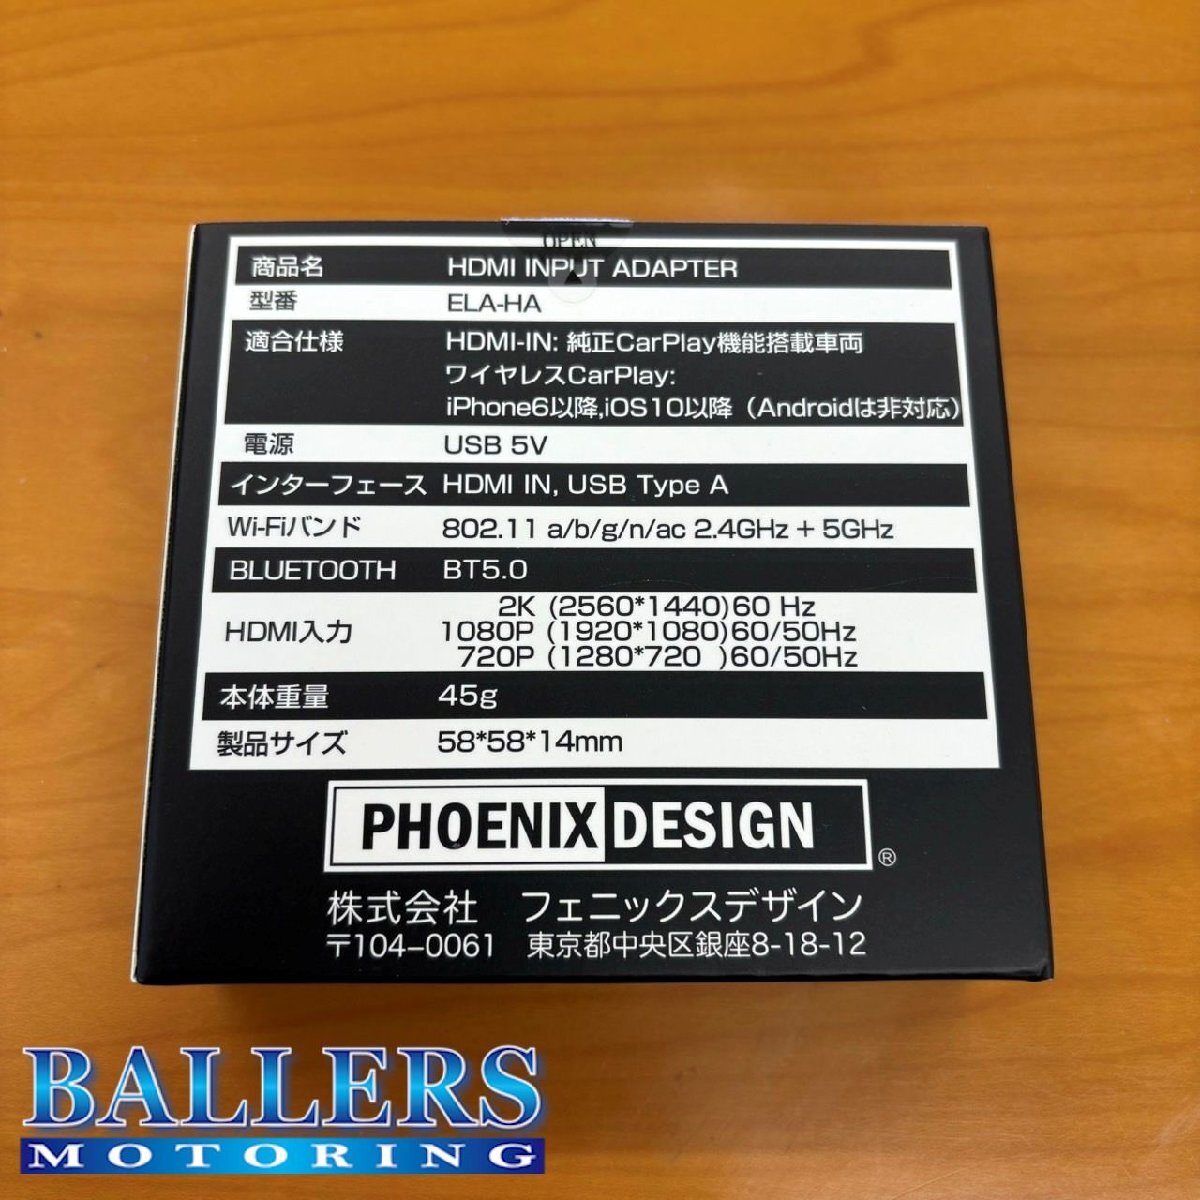 OPEN
商品名 HDMI INPUT ADAPTER
型番 ELA-HA
適合仕様 HDMI-IN: 純正CarPlay機能搭載車両
ワイヤレスCarPlay:
iPhone6以降,iOS10以降（Androidは非対応）
電源 USB 5V
インターフェース HDMI IN, USB Type A
Wi-Fiバンド 802.11 a/b/g/n/ac 2.4GHz + 5GHz
BLUETOOTH BT5.0
2K (2560*1440)60 Hz
HDMI入力 1080P (1920*1080)60/50Hz
720P (1280*720 )60/50Hz
本体重量 45g
製品サイズ 58*58*14mm
PHOENIX DESIGN ®
株式会社 フェニックスデザイン
〒104-0061 東京都中央区銀座8-18-12
BALLERS
MOTORING